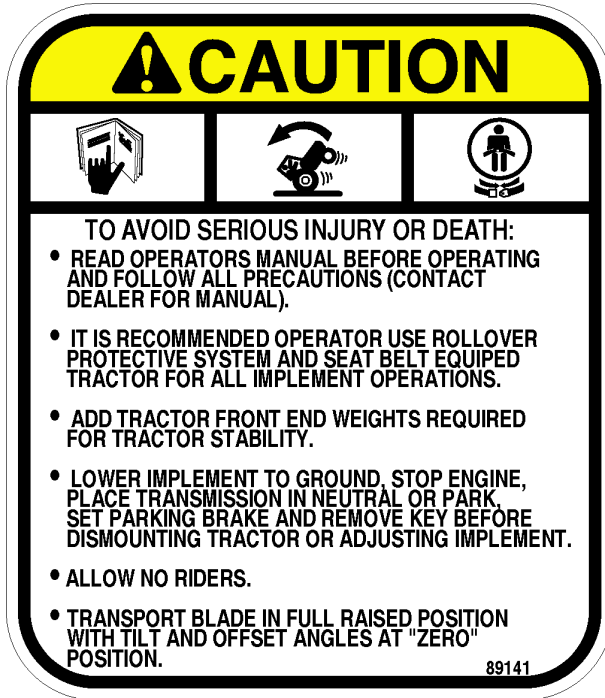 CAUTION
TO AVOID SERIOUS INJURY OR DEATH:
• READ OPERATORS MANUAL BEFORE OPERATING
AND FOLLOW ALL PRECAUTIONS (CONTACT
DEALER FOR MANUAL).
• IT IS RECOMMENDED OPERATOR USE ROLLOVER
PROTECTIVE SYSTEM AND SEAT BELT EQUIPED
TRACTOR FOR ALL IMPLEMENT OPERATIONS.
• ADD TRACTOR FRONT END WEIGHTS REQUIRED
FOR TRACTOR STABILITY.
• LOWER IMPLEMENT TO GROUND, STOP ENGINE,
PLACE TRANSMISSION IN NEUTRAL OR PARK,
SET PARKING BRAKE AND REMOVE KEY BEFORE
DISMOUNTING TRACTOR OR ADJUSTING IMPLEMENT.
• ALLOW NO RIDERS.
• TRANSPORT BLADE IN FULL RAISED POSITION
WITH TILT AND OFFSET ANGLES AT "ZERO"
POSITION.
89141